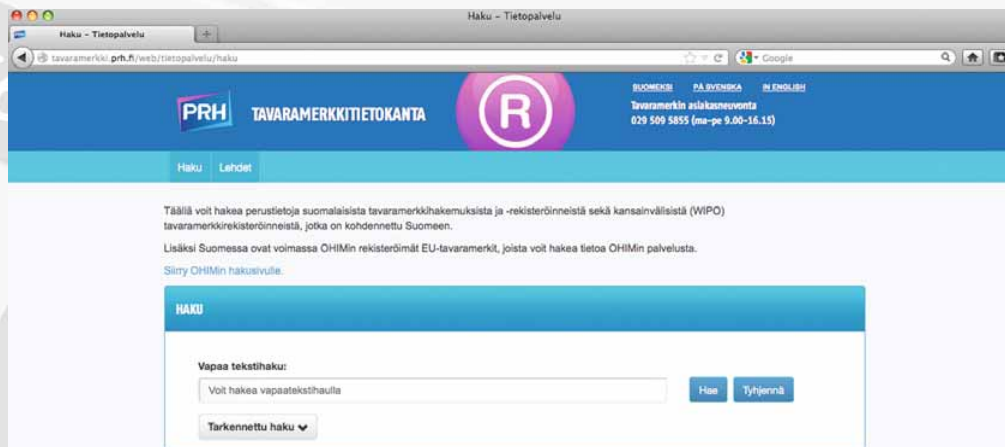 Haku – Tietopalvelu
Haku – Tietopalvelu
tavaramerkki.prh.fi/web/tietopalvelu/haku
Google
PRH
TAVARAMERKKITIETOKANTA
R
SUOMEKSI PÅ SVENSKA IN ENGLISH
Tavaramerkin asiakasneuvonta
029 509 5855 (ma-pe 9.00-16.15)
Haku Lehdet
Täällä voit hakea perustietoja suomalaisista tavaramerkkihakemuksista ja -rekisteröinneistä sekä kansainvälisistä (WIPO)
tavaramerkkirekisteröinneistä, jotka on kohdennettu Suomeen.
Lisäksi Suomessa ovat voimassa OHIMin rekisteröimät EU-tavaramerkit, joista voit hakea tietoa OHIMin palvelusta.
Siirry OHIMin hakusivulle.
HAKU
Vapaa tekstihaku:
Voit hakea vapaatekstihaulla
Hae Tyhjennä
Tarkennettu haku